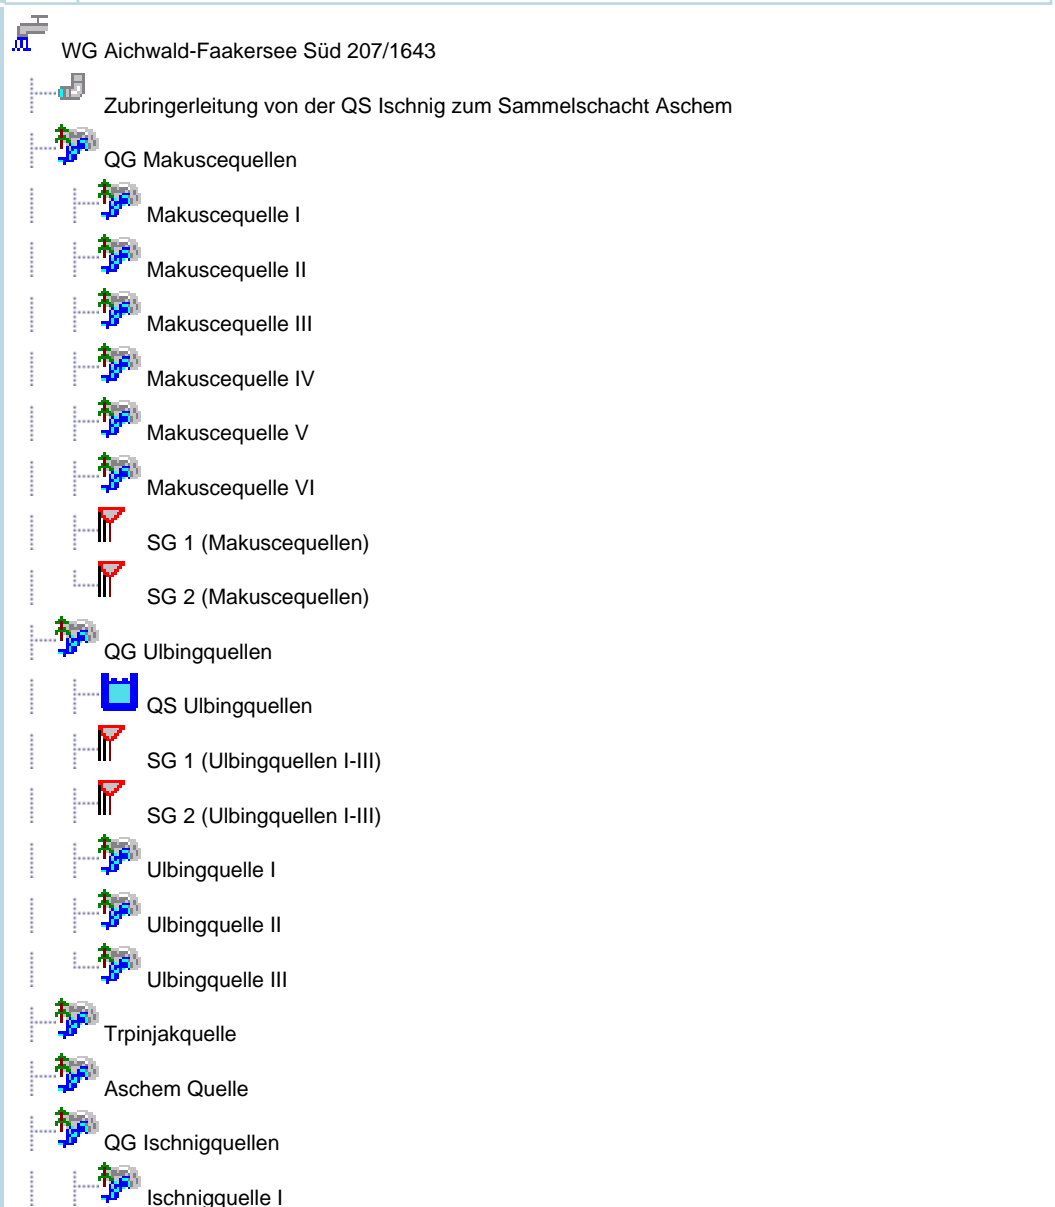 WG Aichwald-Faakersee Süd 207/1643
Zubringerleitung von der QS Ischnig zum Sammelschacht Aschem
QG Makuscequellen
Makuscequelle I
Makuscequelle II
Makuscequelle III
Makuscequelle IV
Makuscequelle V
Makuscequelle VI
SG 1 (Makuscequellen)
SG 2 (Makuscequellen)
QG Ulbingquellen
QS Ulbingquellen
SG 1 (Ulbingquellen I-III)
SG 2 (Ulbingquellen I-III)
Ulbingquelle I
Ulbingquelle II
Ulbingquelle III
Trpinjakquelle
Aschem Quelle
QG Ischnigquellen
Ischnigquelle I